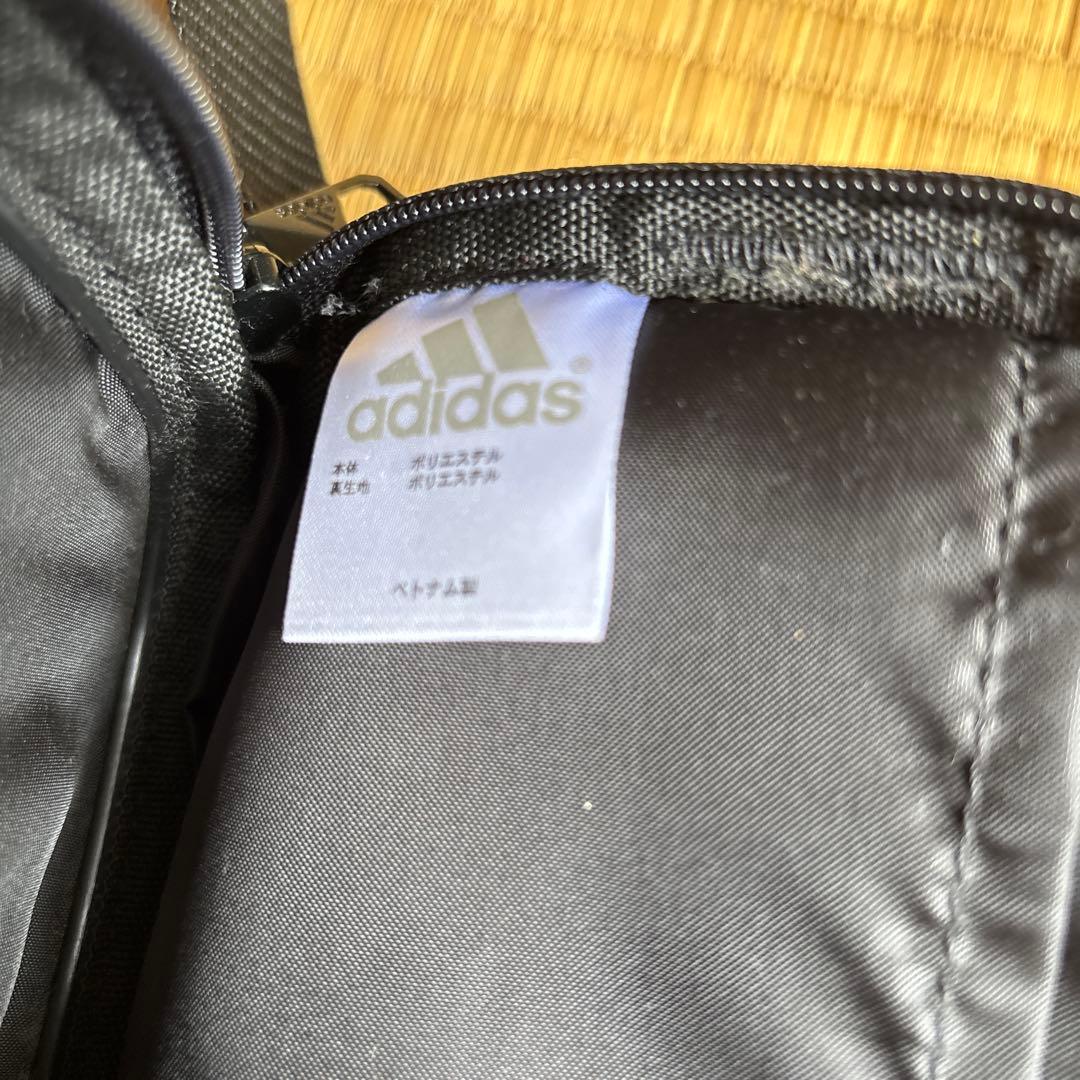 adidas®
本体 ポリエステル
裏生地 ポリエステル
ベトナム製